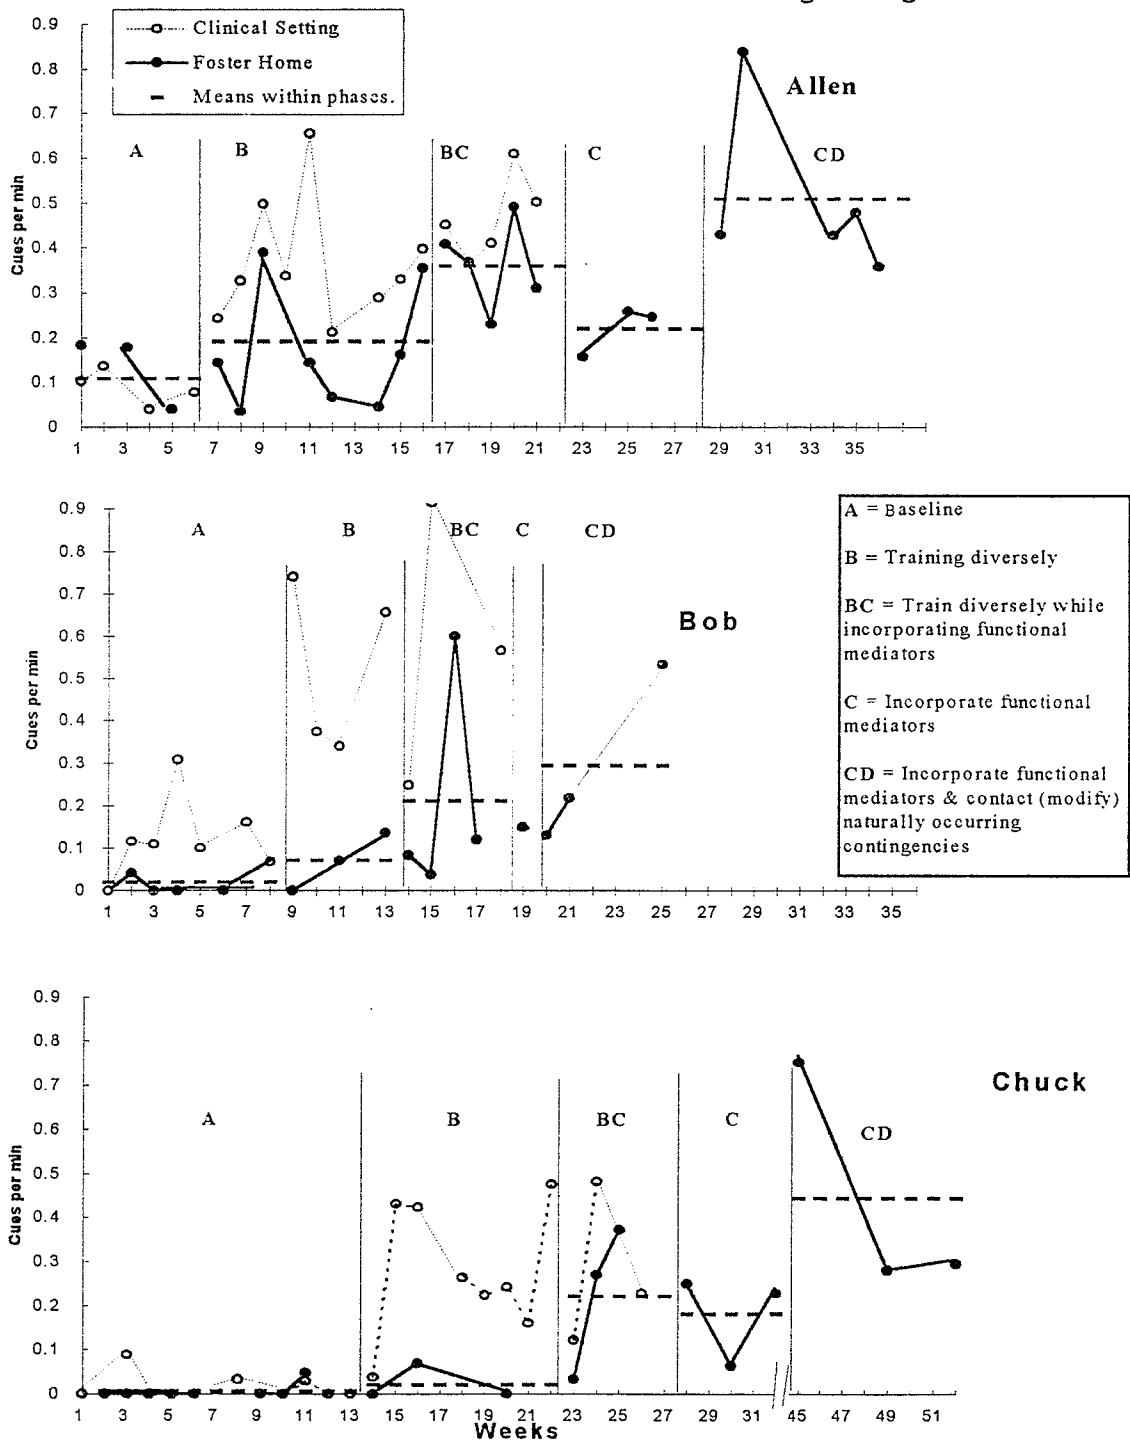 Clinical Setting
Foster Home
Means within phases.
Allen
0.9
0.8
0.7
0.6
0.5
0.4
0.3
0.2
0.1
0
Cues per min
A
B
BC
C
CD
1 3 5 7 9 11 13 15 17 19 21 23 25 27 29 31 33 35
0.9
0.8
0.7
0.6
0.5
0.4
0.3
0.2
0.1
0
Cues per min
A
B
BC
C
CD
Bob
1 3 5 7 9 11 13 15 17 19 21 23 25 27 29 31 33 35
A = Baseline
B = Training diversely
BC = Train diversely while
incorporating functional
mediators
C = Incorporate functional
mediators
CD = Incorporate functional
mediators & contact (modify)
naturally occurring
contingencies
0.9
0.8
0.7
0.6
0.5
0.4
0.3
0.2
0.1
0
Cues per min
A
B
BC
C
CD
Chuck
1 3 5 7 9 11 13 15 17 19 21 23 25 27 29 31 45 47 49 51
Weeks